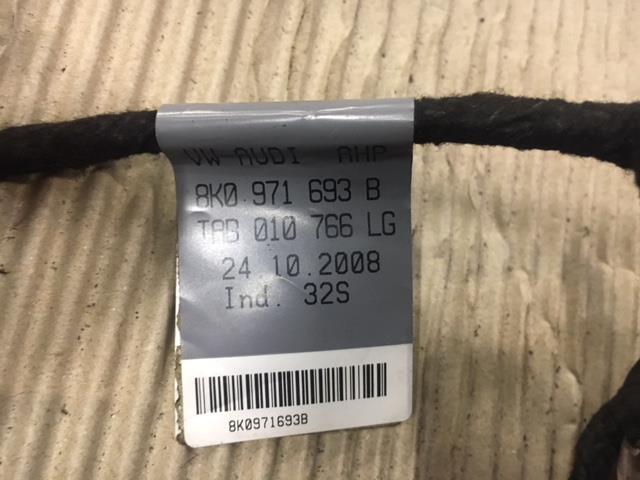 VW-AUDI AHP
8K0 971 693 B
TAB 010 766 LG
24.10.2008
Ind. 32S
8K0971693B